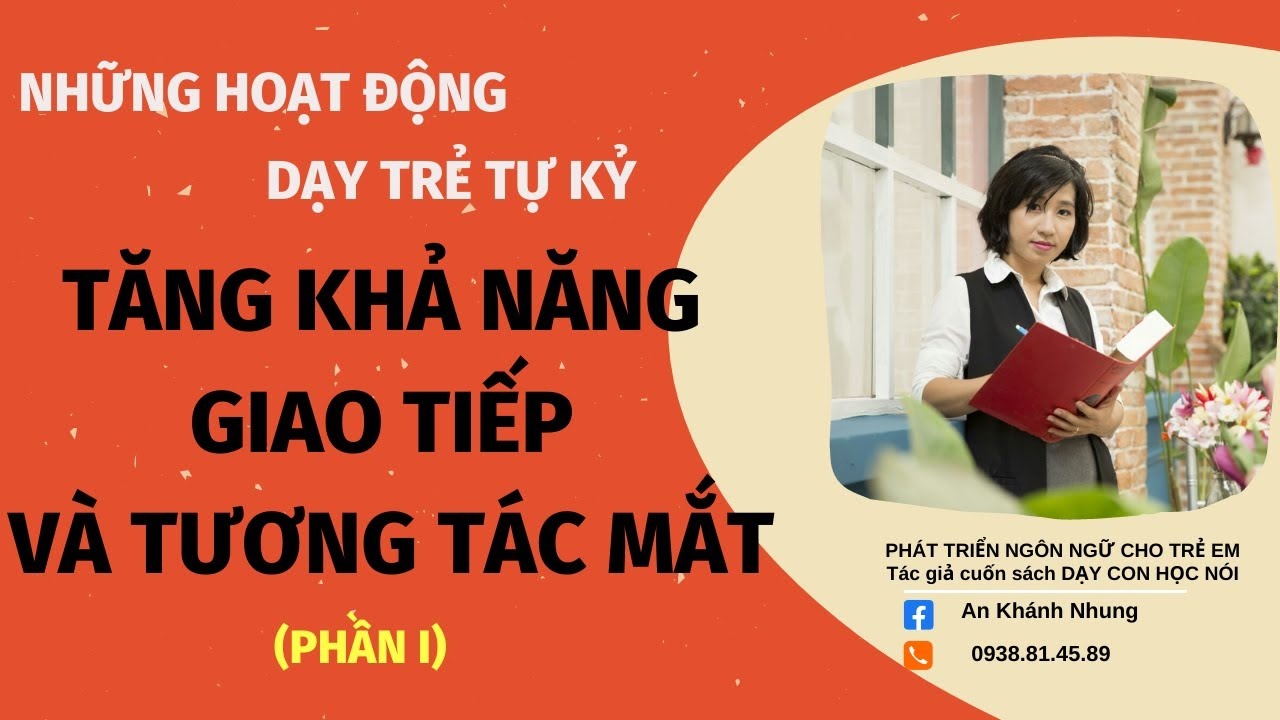 NHỮNG HOẠT ĐỘNG
DẠY TRẺ TỰ KỶ
TĂNG KHẢ NĂNG
GIAO TIẾP
VÀ TƯƠNG TÁC MẮT
(PHẦN I)
PHÁT TRIỂN NGÔN NGỮ CHO TRẺ EM
Tác giả cuốn sách DẠY CON HỌC NÓI
An Khánh Nhung
0938.81.45.89